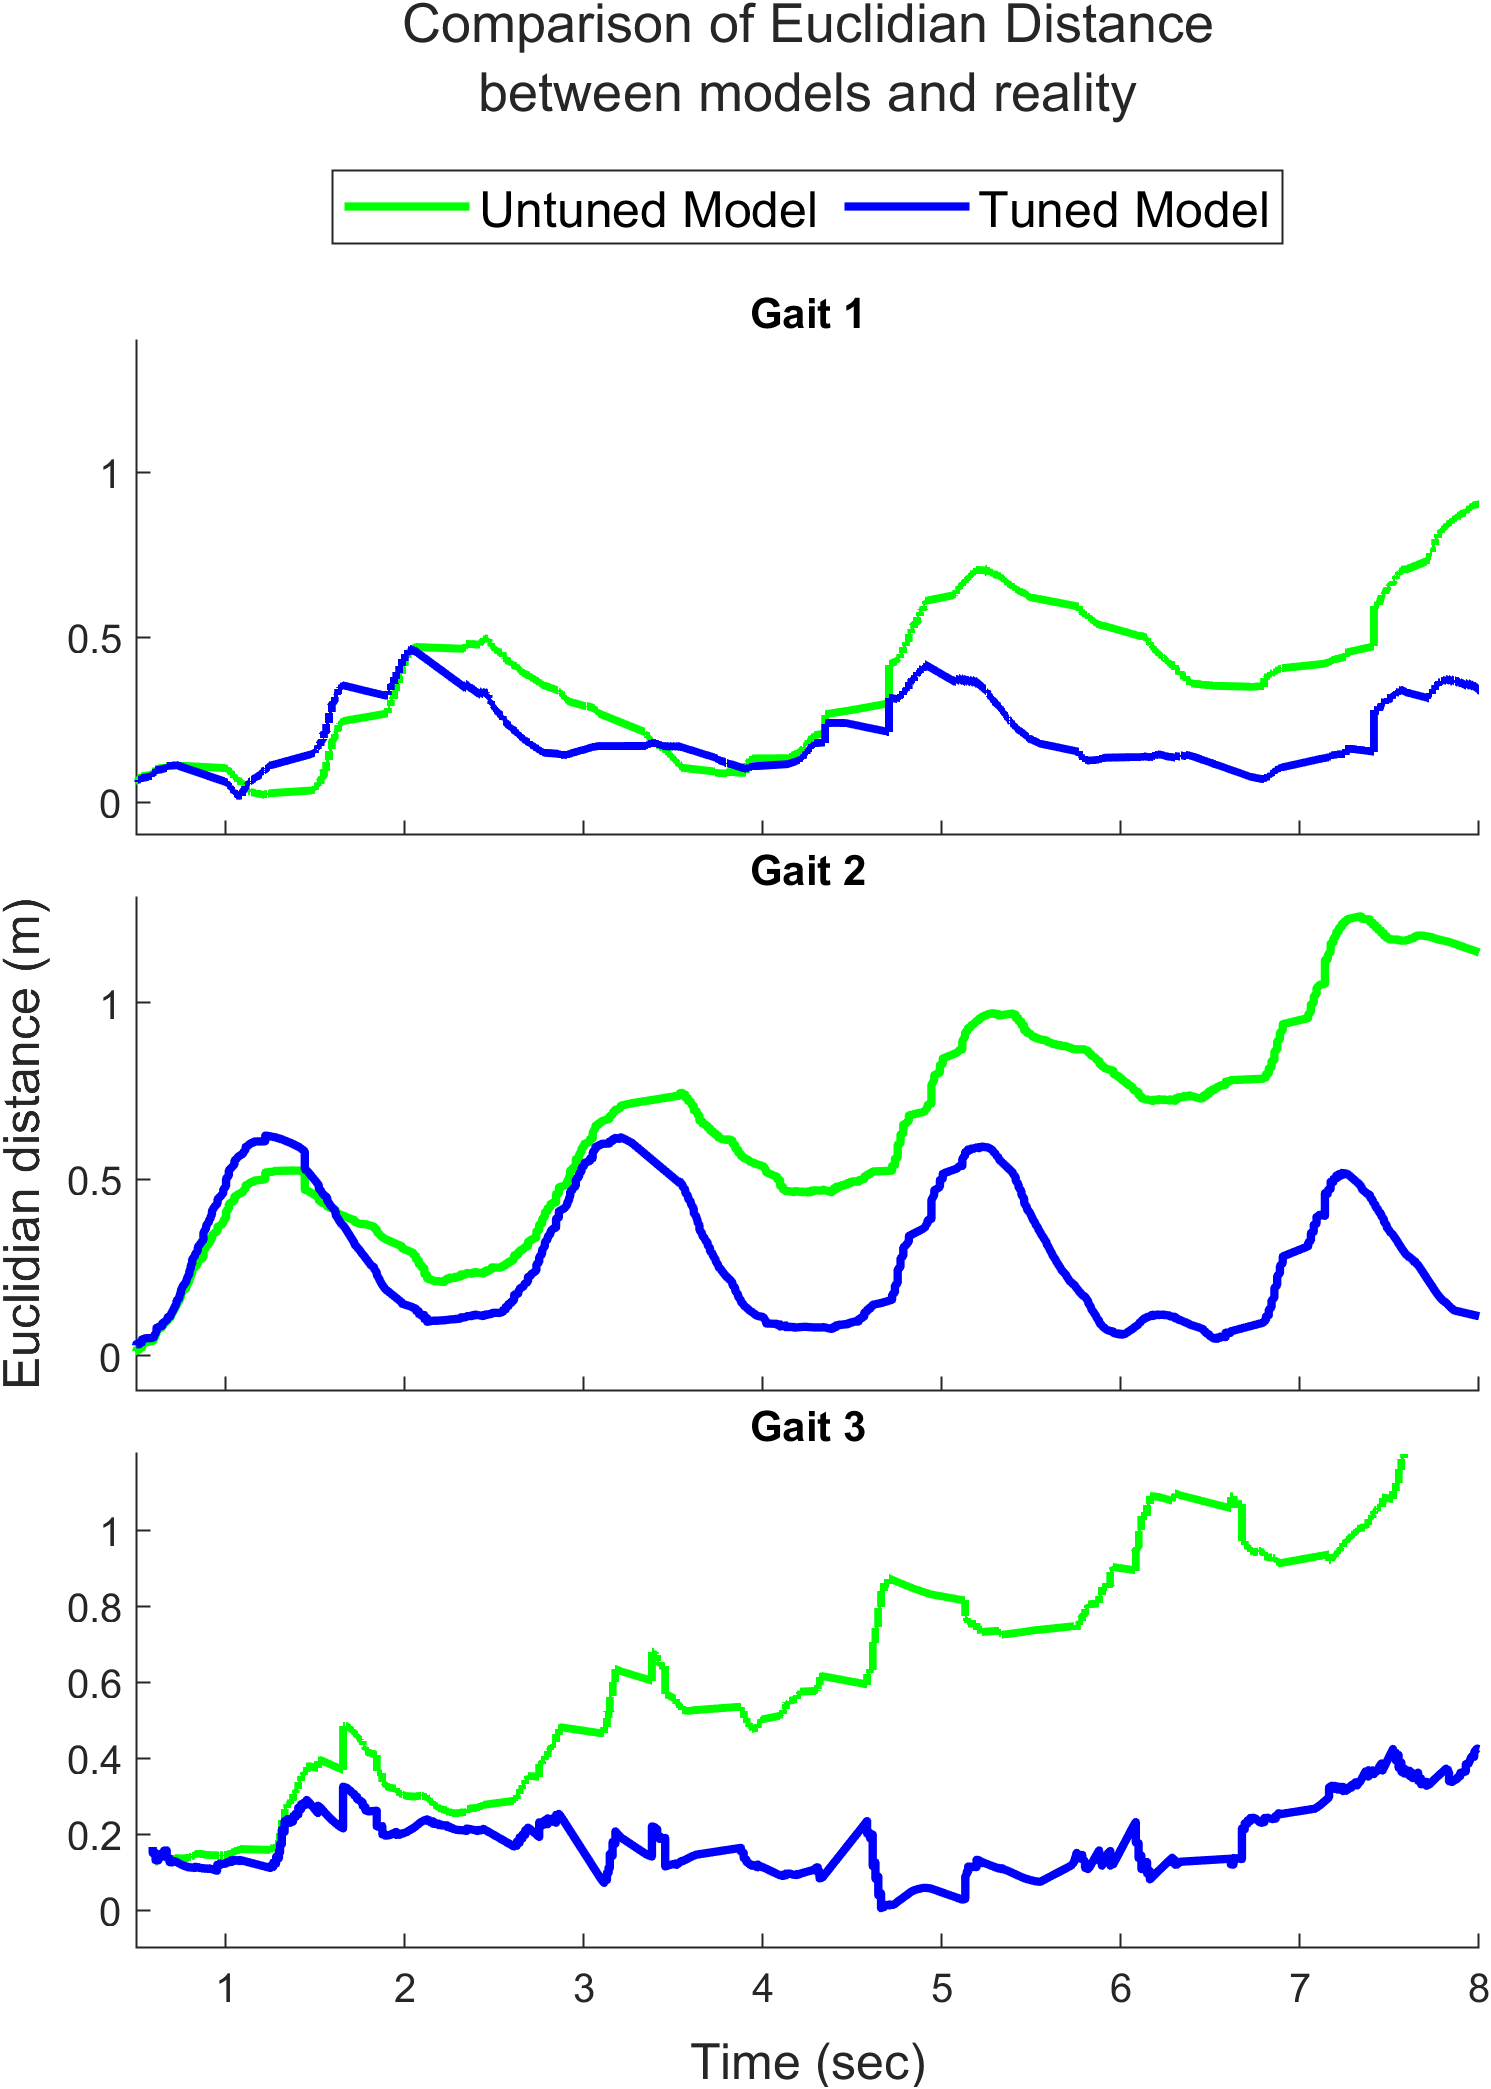 Comparison of Euclidian Distance
between models and reality
Untuned Model Tuned Model
Gait 1
1
0.5
0
Gait 2
1
0.5
0
Euclidian distance (m)
Gait 3
1
0.8
0.6
0.4
0.2
0
1 2 3 4 5 6 7 8
Time (sec)